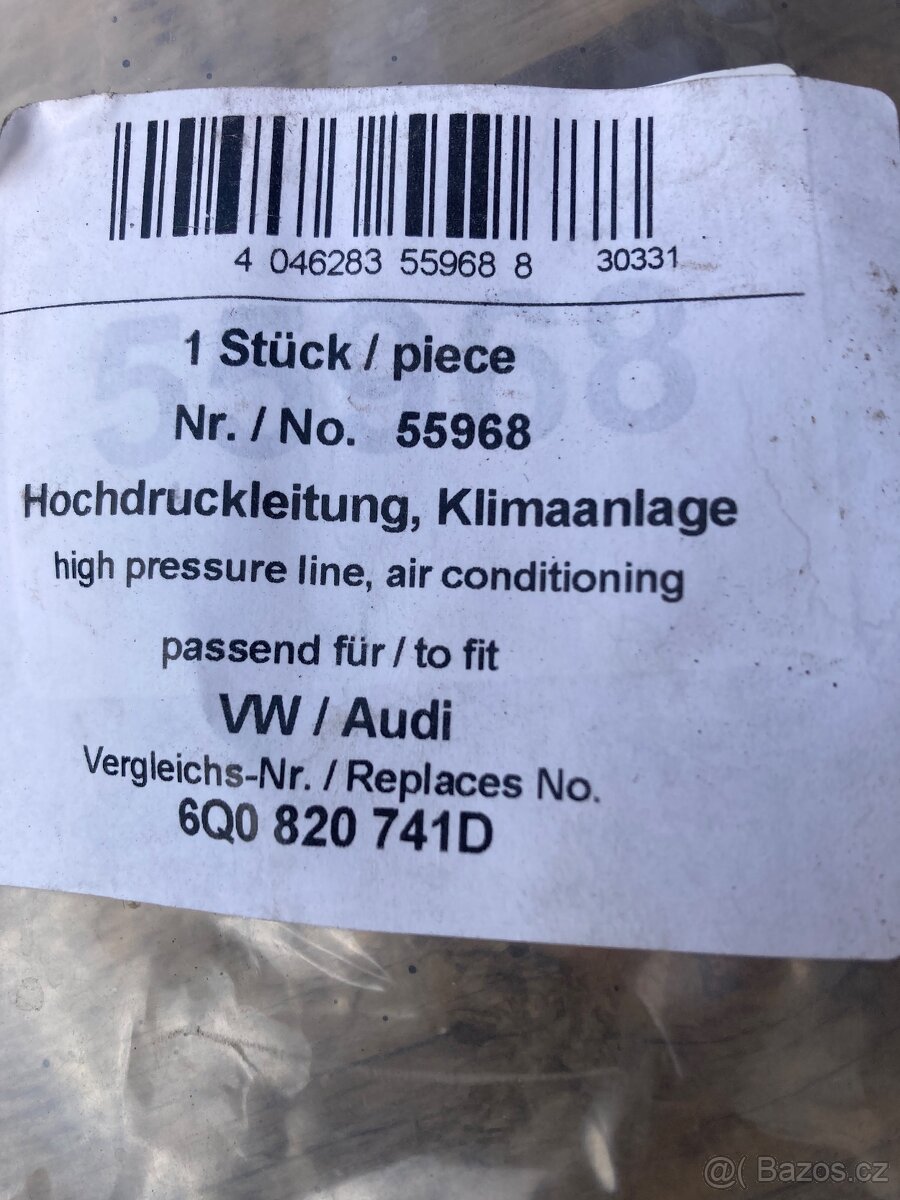 4 046283 55968 8 30331
1 Stück / piece
Nr. / No. 55968
Hochdruckleitung, Klimaanlage
high pressure line, air conditioning
passend für / to fit
VW / Audi
Vergleichs-Nr. / Replaces No.
6Q0 820 741D
@( Bazos.cz